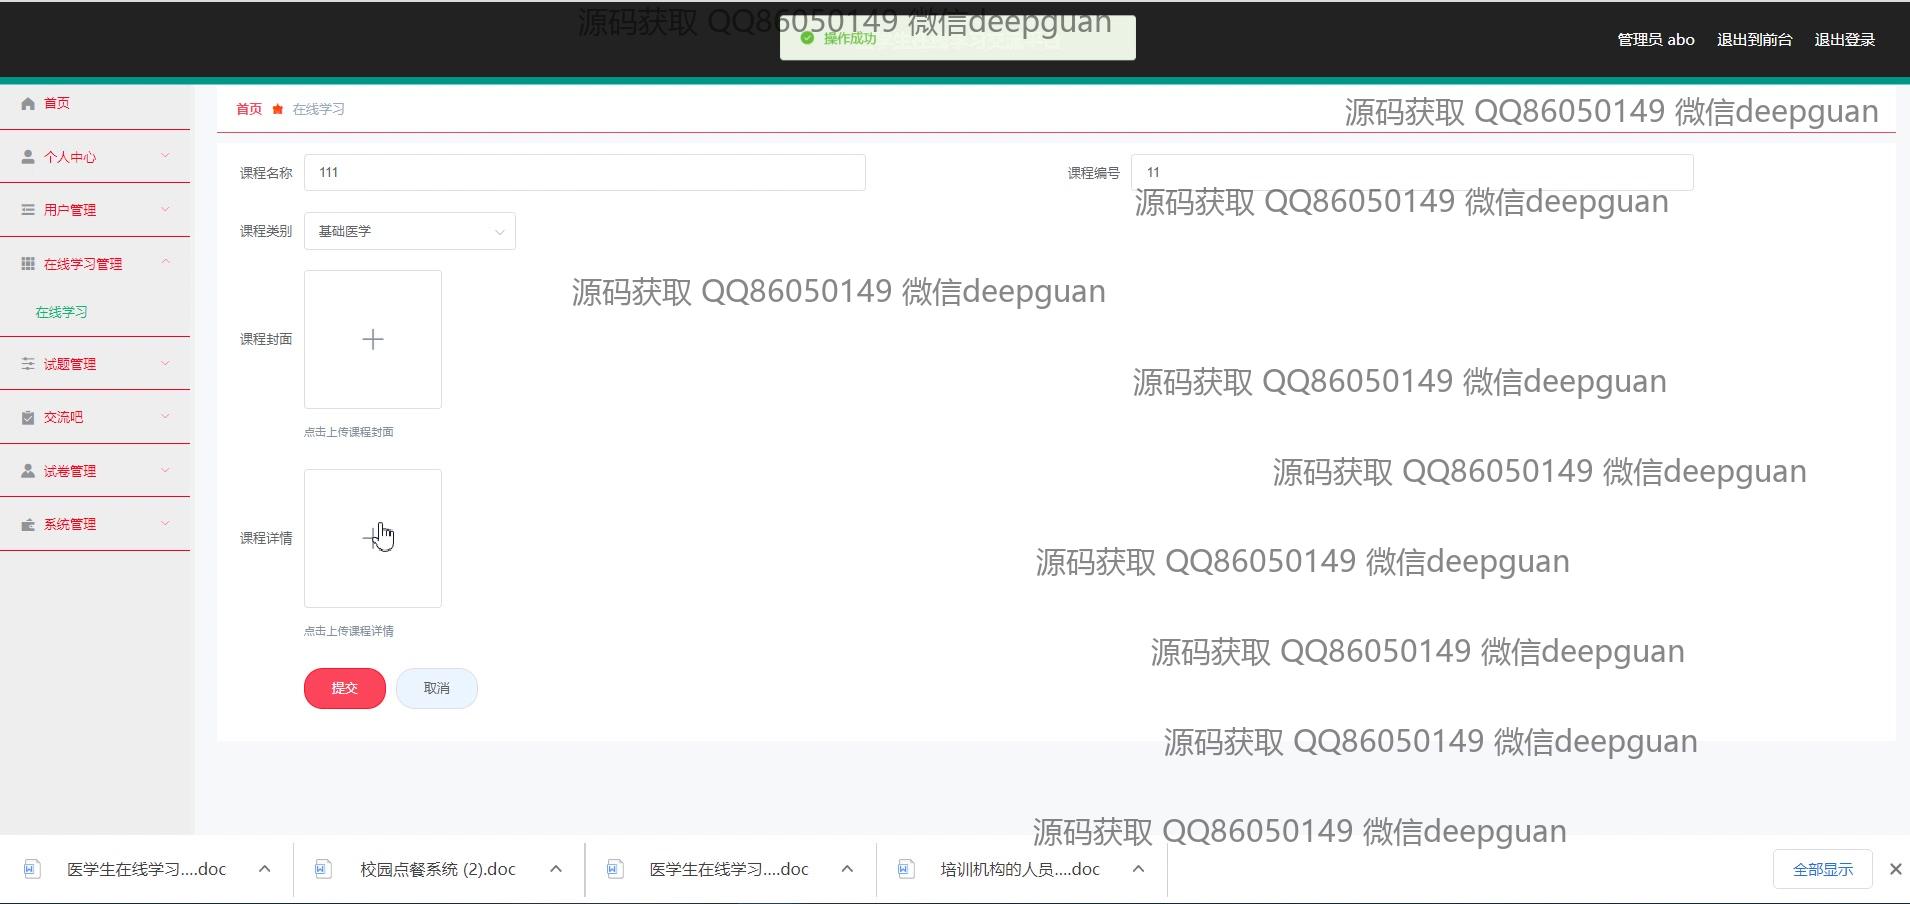 源码获取 QQ86050149 微信deepguan
操作成功
管理员 abo 退出到前台 退出登录
首页
个人中心
用户管理
在线学习管理
在线学习
试题管理
交流吧
试卷管理
系统管理
首页 在线学习
源码获取 QQ86050149 微信deepguan
课程名称 111
课程编号 11
源码获取 QQ86050149 微信deepguan
课程类别 基础医学
源码获取 QQ86050149 微信deepguan
课程封面
源码获取 QQ86050149 微信deepguan
点击上传课程封面
源码获取 QQ86050149 微信deepguan
课程详情
源码获取 QQ86050149 微信deepguan
点击上传课程详情
源码获取 QQ86050149 微信deepguan
提交 取消
源码获取 QQ86050149 微信deepguan
源码获取 QQ86050149 微信deepguan
医学生在线学习....doc 校园点餐系统 (2).doc 医学生在线学习....doc 培训机构的人员....doc 全部显示